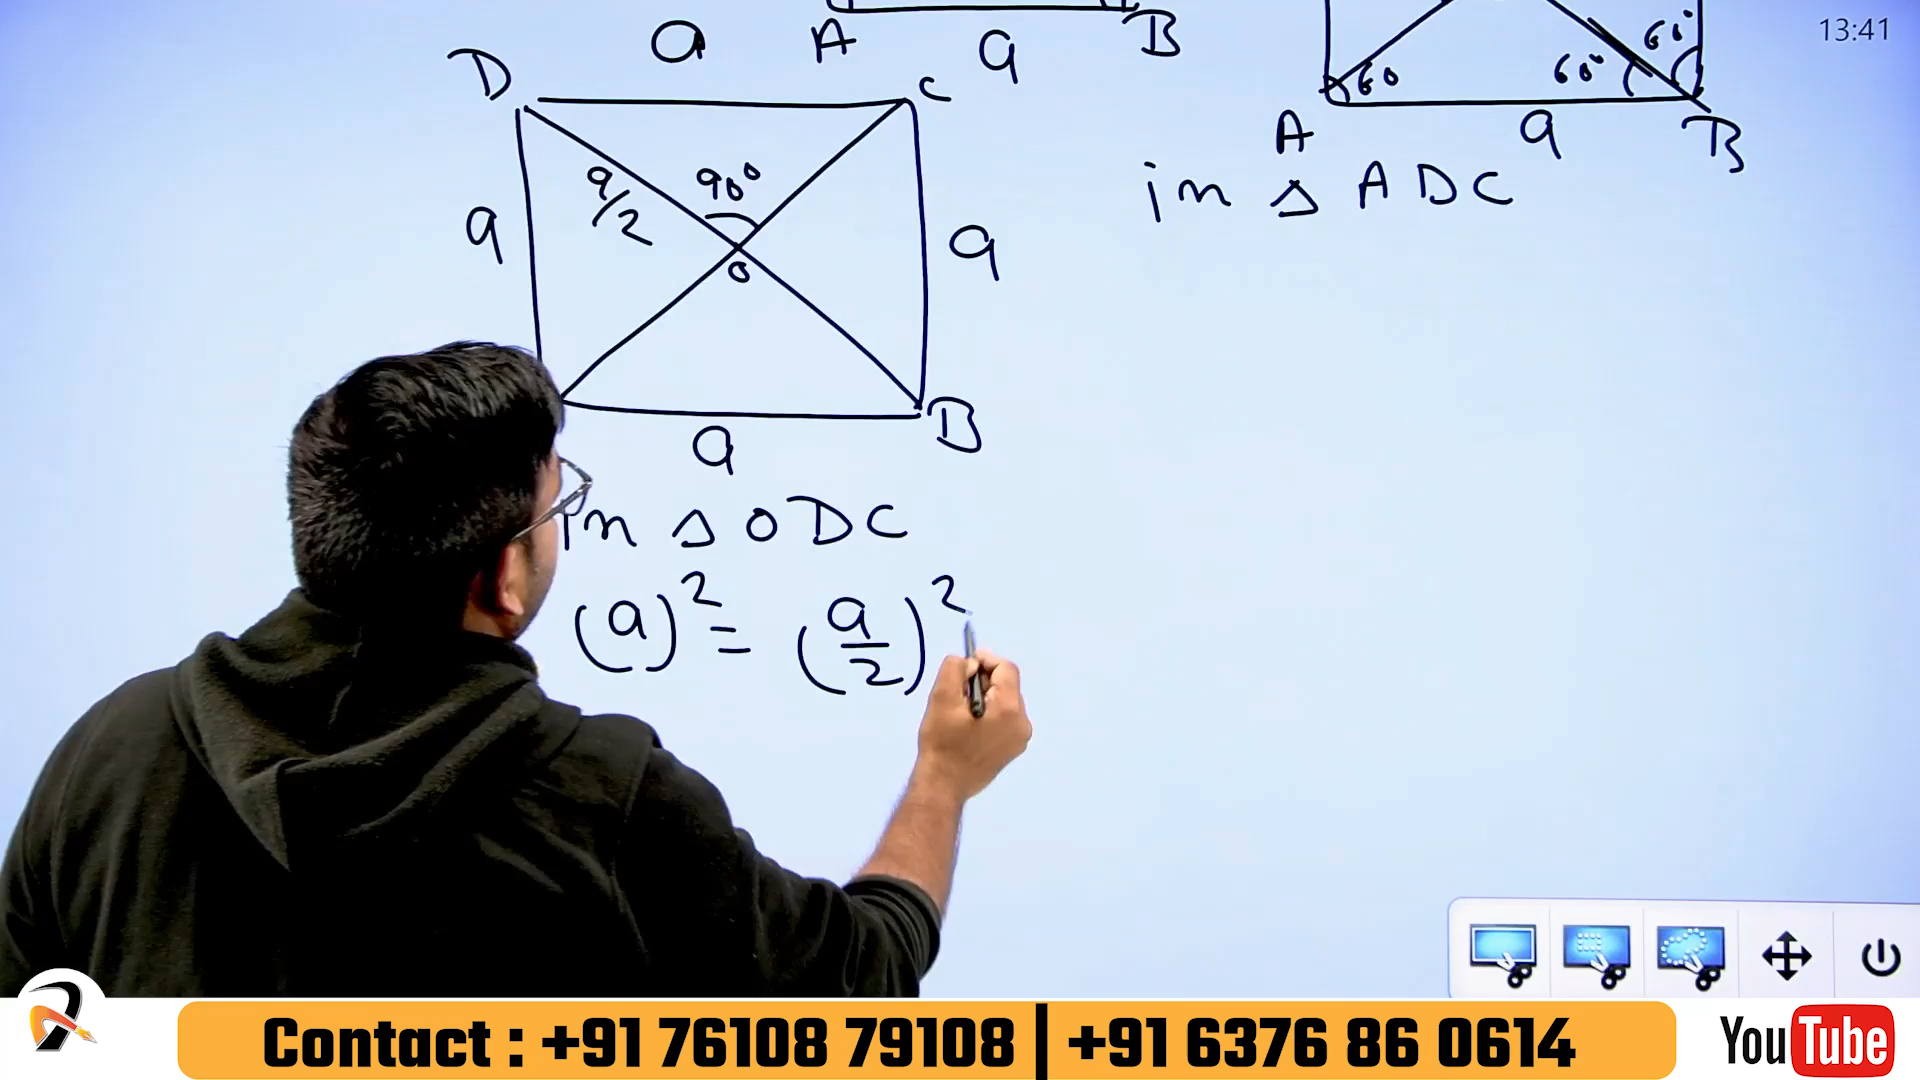 13:41
a A a B
D C
60 60° 60°
A a B
a/2 90°
a a
O
in Δ ADC
B
a
in Δ ODC
(a)² = (a/2)²
Contact : +91 76108 79108 | +91 6376 86 0614
YouTube